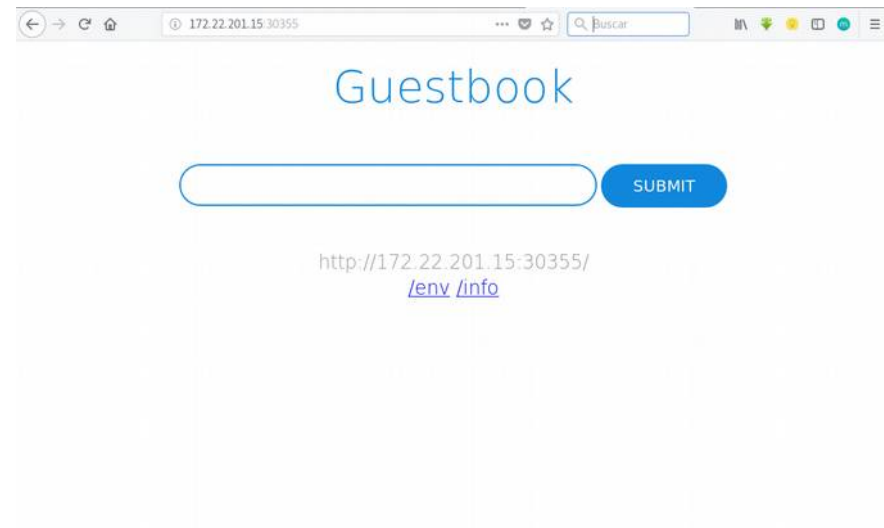 172.22.201.15:30355
Buscar
Guestbook
SUBMIT
http://172.22.201.15:30355/
/env /info